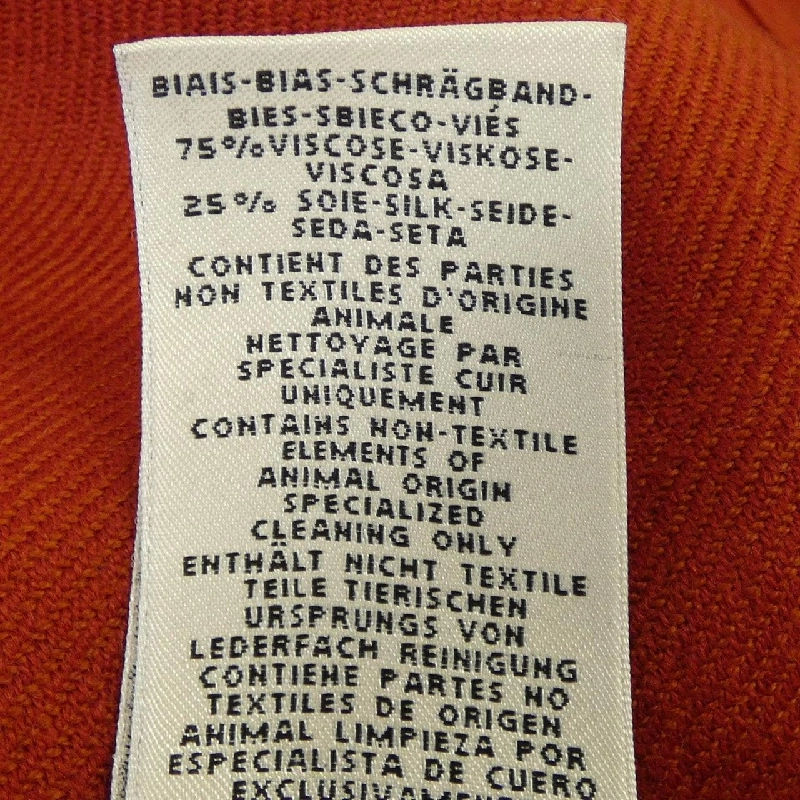 BIAIS-BIAS-SCHRÄGBAND-
BIES-SBIECO-VIÉS
75%VISCOSE-VISKOSE-
VISCOSA
25% SOIE-SILK-SEIDE-
SEDA-SETA
CONTIENT DES PARTIES
NON TEXTILES D'ORIGINE
ANIMALE
NETTOYAGE PAR
SPECIALISTE CUIR
UNIQUEMENT
CONTAINS NON-TEXTILE
ELEMENTS OF
ANIMAL ORIGIN
SPECIALIZED
CLEANING ONLY
ENTHÄLT NICHT TEXTILE
TEILE TIERISCHEN
URSPRUNGS VON
LEDERFACH REINIGUNG
CONTIENE PARTES NO
TEXTILES DE ORIGEN
ANIMAL LIMPIEZA POR
ESPECIALISTA DE CUERO